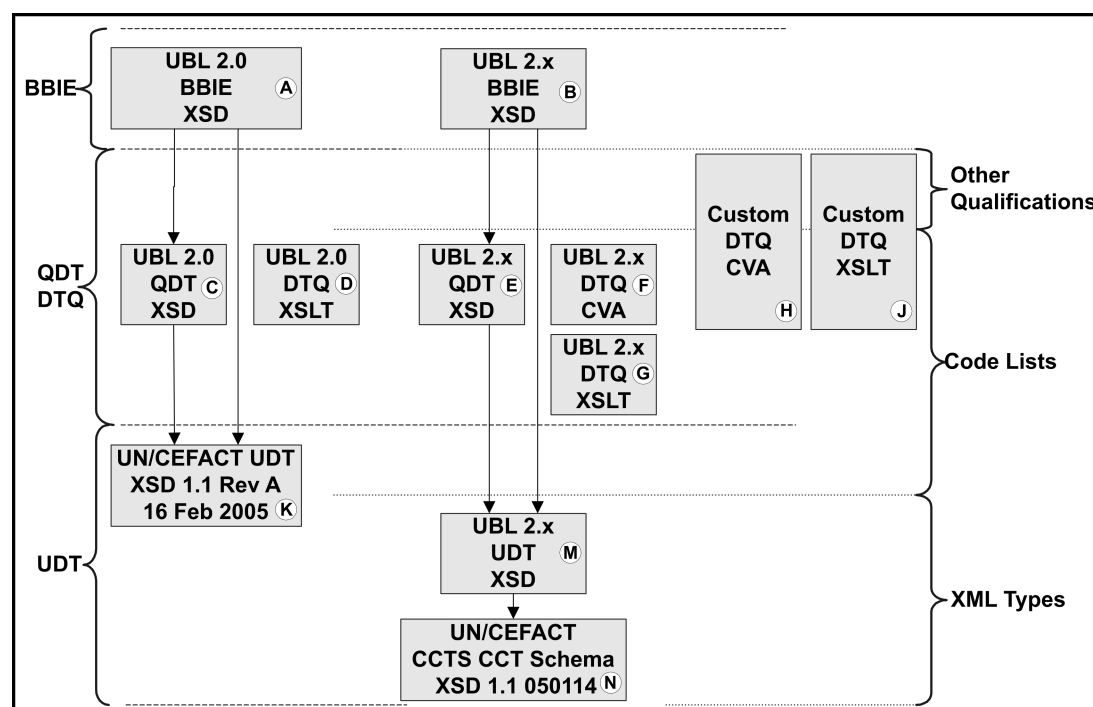 BBIE
UBL 2.0
BBIE A
XSD
UBL 2.x
BBIE B
XSD
Other
Qualifications
QDT
DTQ
UBL 2.0
QDT C
XSD
UBL 2.0
DTQ D
XSLT
UBL 2.x
QDT E
XSD
UBL 2.x
DTQ F
CVA
UBL 2.x
DTQ G
XSLT
Custom
DTQ
CVA
H
Custom
DTQ
XSLT
J
Code Lists
UDT
UN/CEFACT UDT
XSD 1.1 Rev A
16 Feb 2005 K
UBL 2.x
UDT M
XSD
UN/CEFACT
CCTS CCT Schema
XSD 1.1 050114 N
XML Types